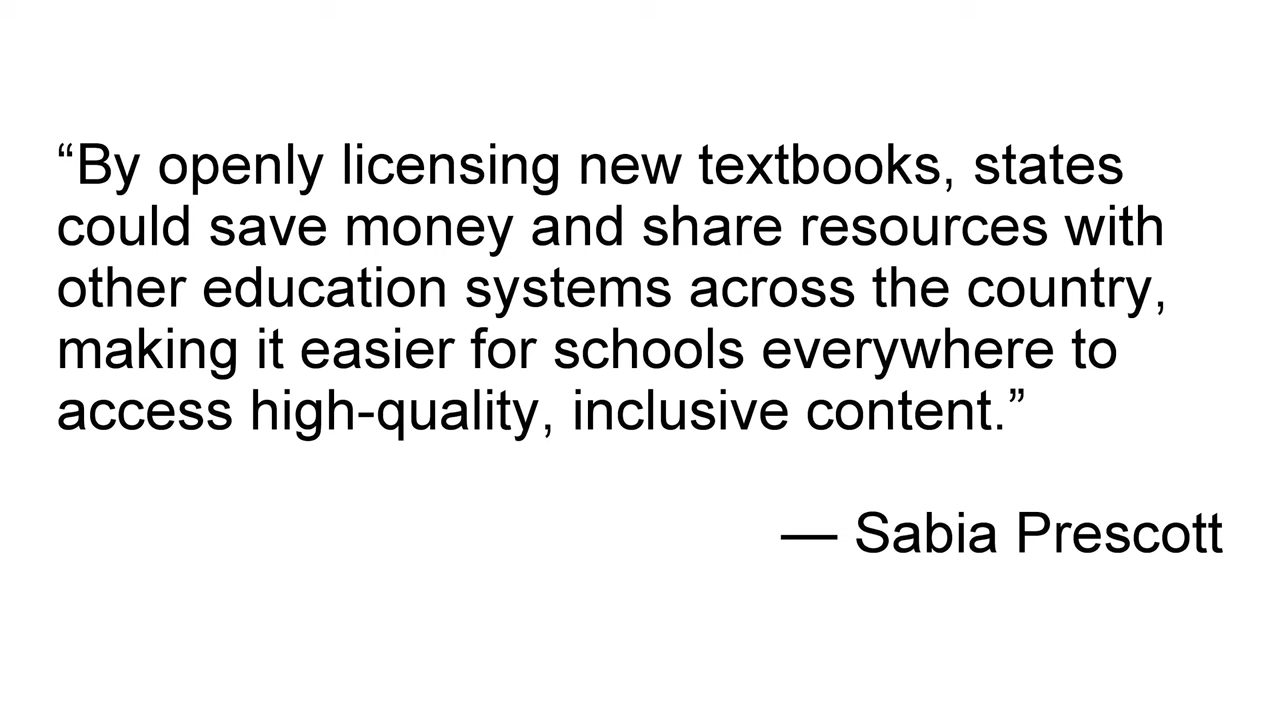 “By openly licensing new textbooks, states
could save money and share resources with
other education systems across the country,
making it easier for schools everywhere to
access high-quality, inclusive content.”
— Sabia Prescott